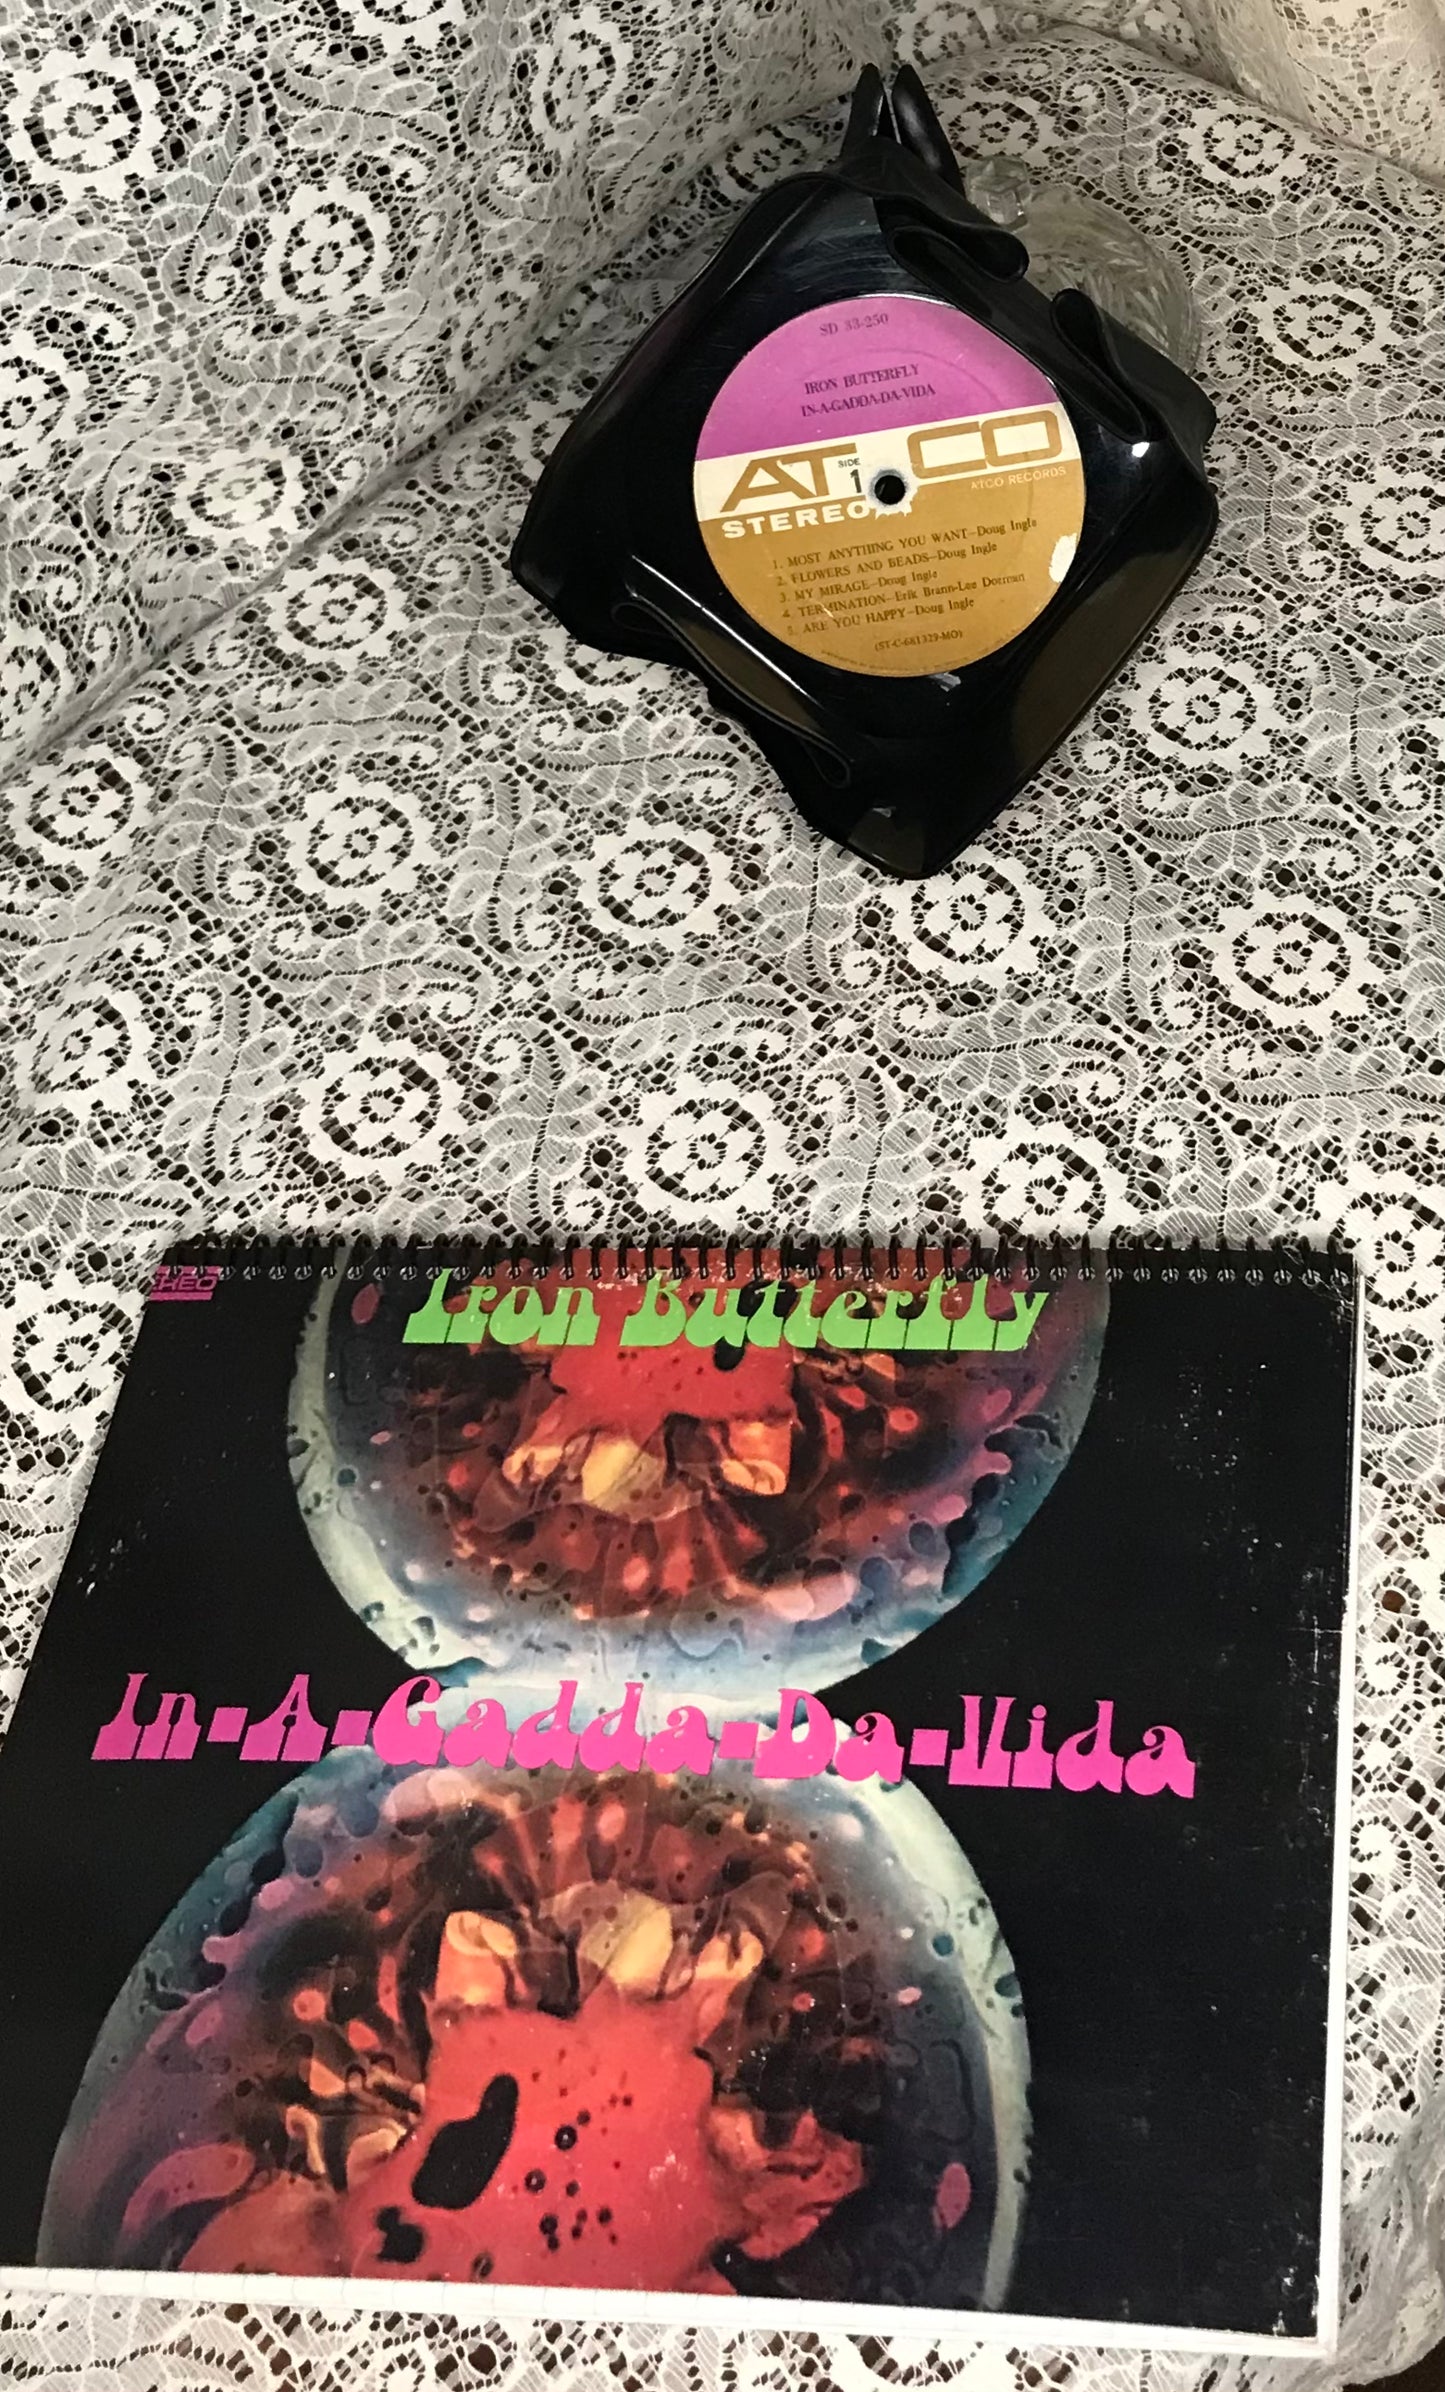 SD 33-250
IRON BUTTERFLY
IN-A-GADDA-DA-VIDA
ATCO
SIDE
1
ATCO RECORDS
STEREO
1. MOST ANYTHING YOU WANT—Doug Ingle
2. FLOWERS AND BEADS—Doug Ingle
3. MY MIRAGE—Doug Ingle
4. TERMINATION—Erik Brann-Lee Dorman
5. ARE YOU HAPPY—Doug Ingle
(ST-C-681329-MO)
Iron Butterfly
In-A-Gadda-Da-Vida